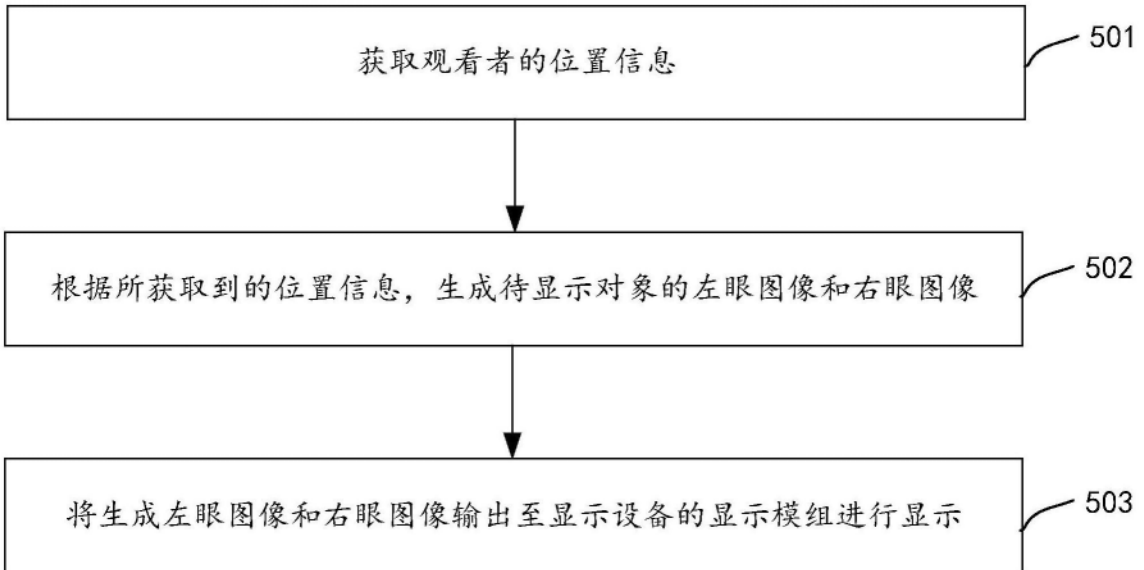 获取观看者的位置信息
501
根据所获取到的位置信息，生成待显示对象的左眼图像和右眼图像
502
将生成左眼图像和右眼图像输出至显示设备的显示模组进行显示
503